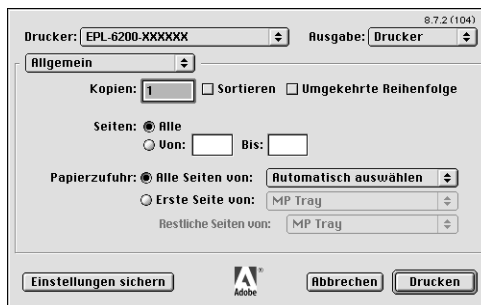 8.7.2 (104)
Drucker: EPL-6200-XXXXXX Ausgabe: Drucker
Allgemein
Kopien: 1 Sortieren Umgekehrte Reihenfolge
Seiten: Alle
Von: Bis:
Papierzufuhr: Alle Seiten von: Automatisch auswählen
Erste Seite von: MP Tray
Restliche Seiten von: MP Tray
Einstellungen sichern Adobe® Abbrechen Drucken